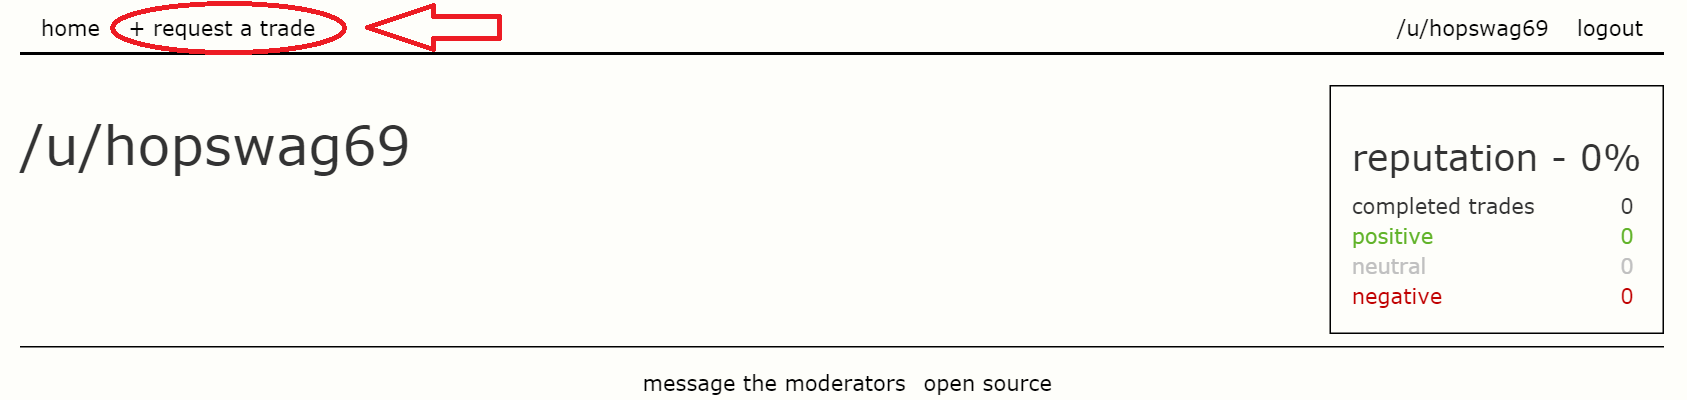 home + request a trade /u/hopswag69 logout
/u/hopswag69
reputation - 0%
completed trades 0
positive 0
neutral 0
negative 0
message the moderators open source